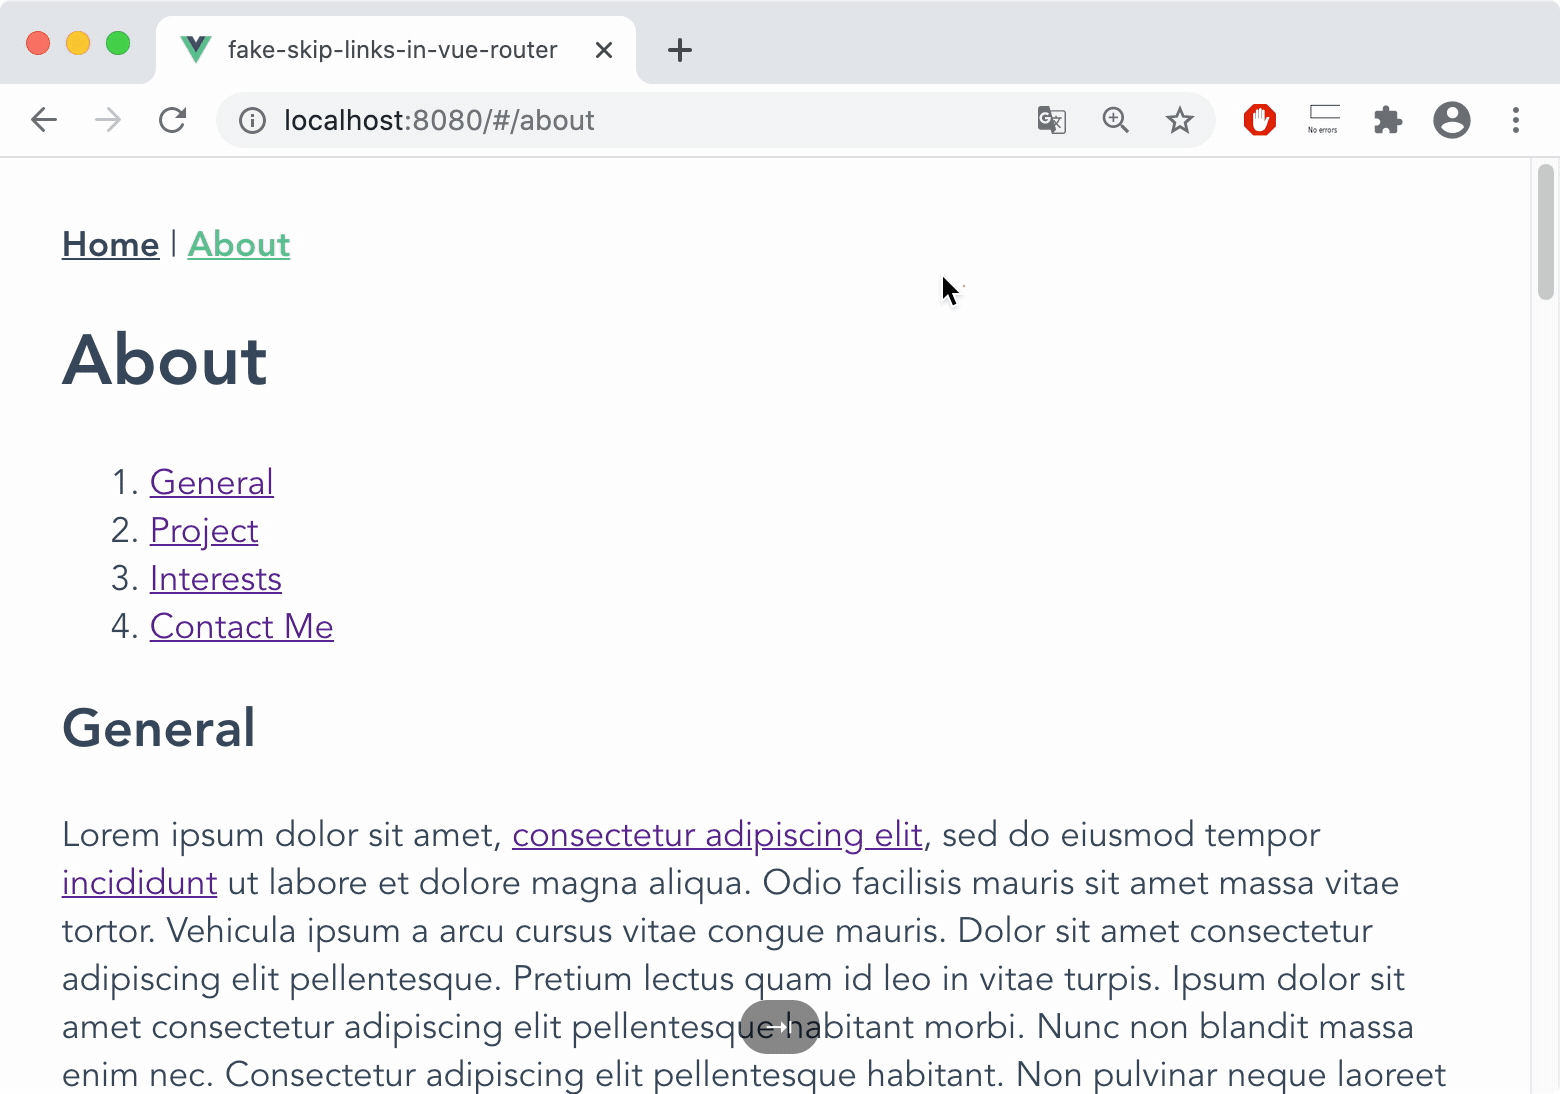 fake-skip-links-in-vue-router
localhost:8080/#/about
No errors
Home | About
About
1. General
2. Project
3. Interests
4. Contact Me
General
Lorem ipsum dolor sit amet, consectetur adipiscing elit, sed do eiusmod tempor
incididunt ut labore et dolore magna aliqua. Odio facilisis mauris sit amet massa vitae
tortor. Vehicula ipsum a arcu cursus vitae congue mauris. Dolor sit amet consectetur
adipiscing elit pellentesque. Pretium lectus quam id leo in vitae turpis. Ipsum dolor sit
amet consectetur adipiscing elit pellentesque habitant morbi. Nunc non blandit massa
enim nec. Consectetur adipiscing elit pellentesque habitant. Non pulvinar neque laoreet